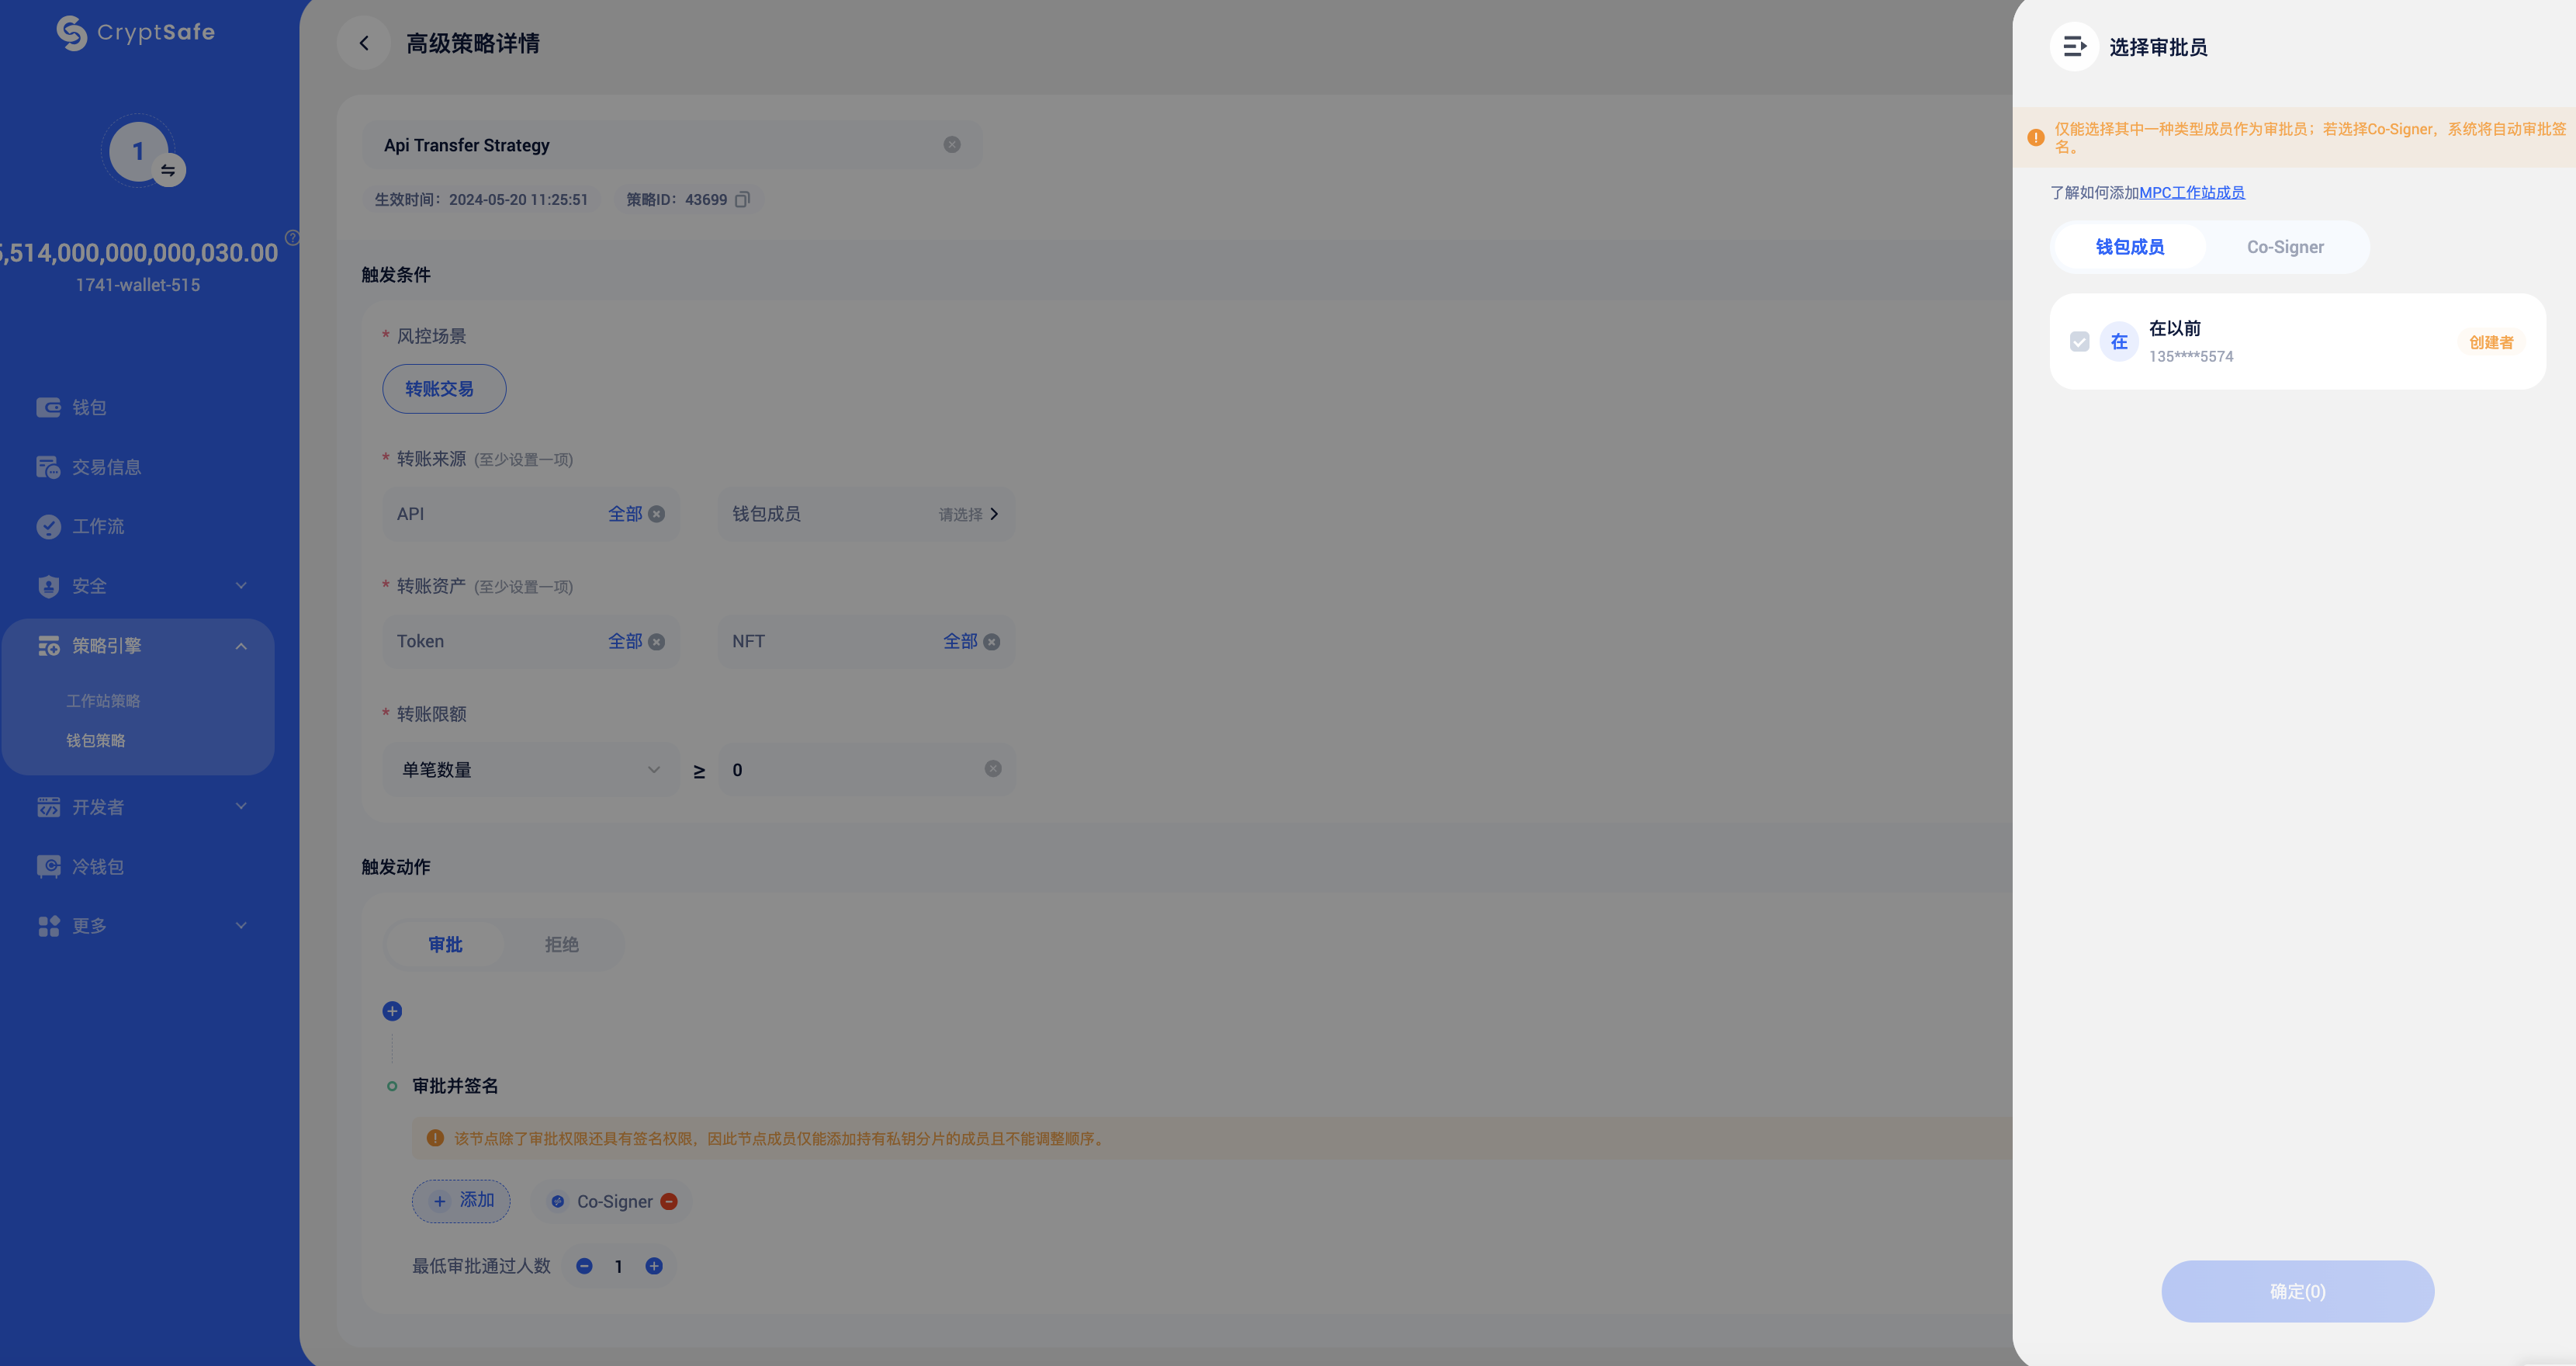 CryptSafe
1
5,514,000,000,000,030.00
1741-wallet-515
钱包
交易信息
工作流
安全
策略引擎
工作站策略
钱包策略
开发者
冷钱包
更多
高级策略详情
Api Transfer Strategy
生效时间：2024-05-20 11:25:51 策略ID：43699
触发条件
* 风控场景
转账交易
* 转账来源 (至少设置一项)
API 全部 钱包成员 请选择
* 转账资产 (至少设置一项)
Token 全部 NFT 全部
* 转账限额
单笔数量 ≥ 0
触发动作
审批 拒绝
审批并签名
该节点除了审批权限还具有签名权限，因此节点成员仅能添加持有私钥分片的成员且不能调整顺序。
+ 添加 Co-Signer
最低审批通过人数 1
选择审批员
仅能选择其中一种类型成员作为审批员；若选择Co-Signer，系统将自动审批签
名。
了解如何添加MPC工作站成员
钱包成员 Co-Signer
在 在以前 创建者
135****5574
确定(0)